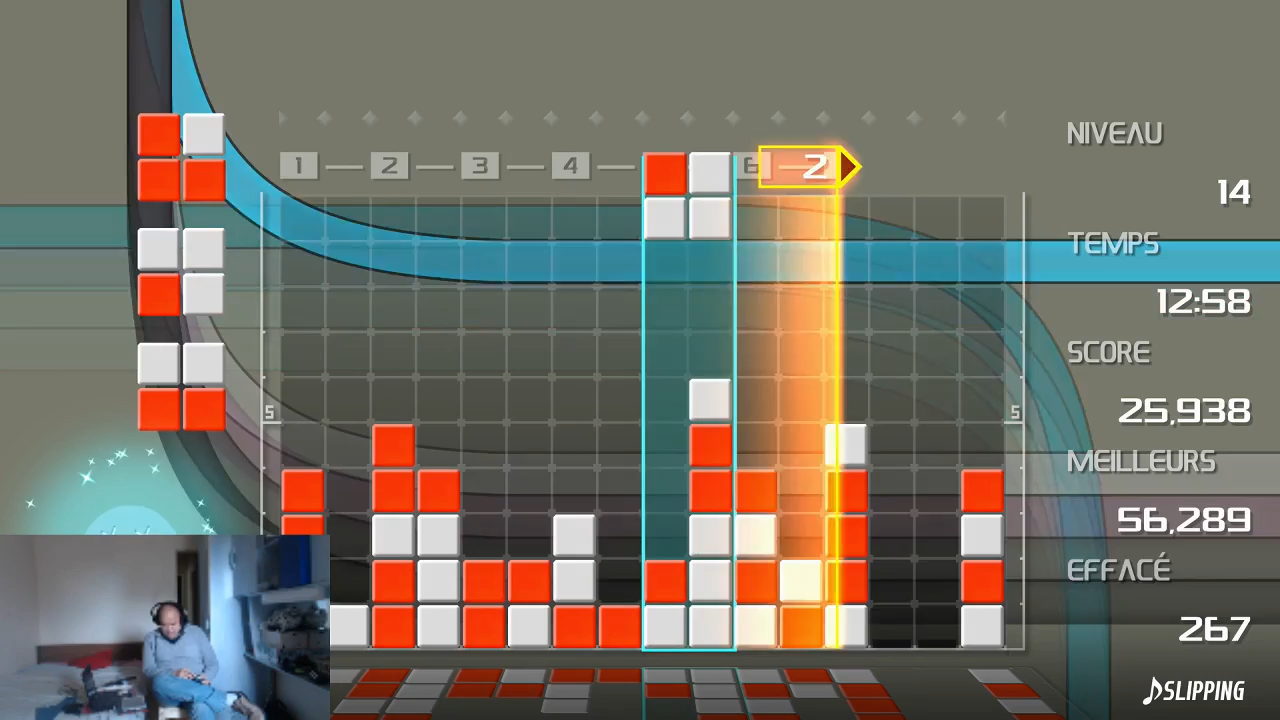 1 2 3 4 6 2
NIVEAU
14
TEMPS
12:58
SCORE
25,938
5 5
MEILLEURS
56,289
EFFACÉ
267
SLIPPING